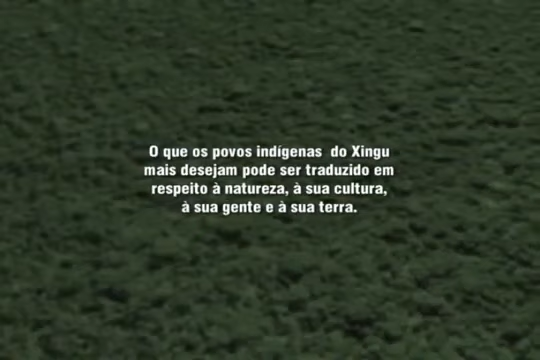 O que os povos indígenas do Xingu
mais desejam pode ser traduzido em
respeito à natureza, à sua cultura,
à sua gente e à sua terra.